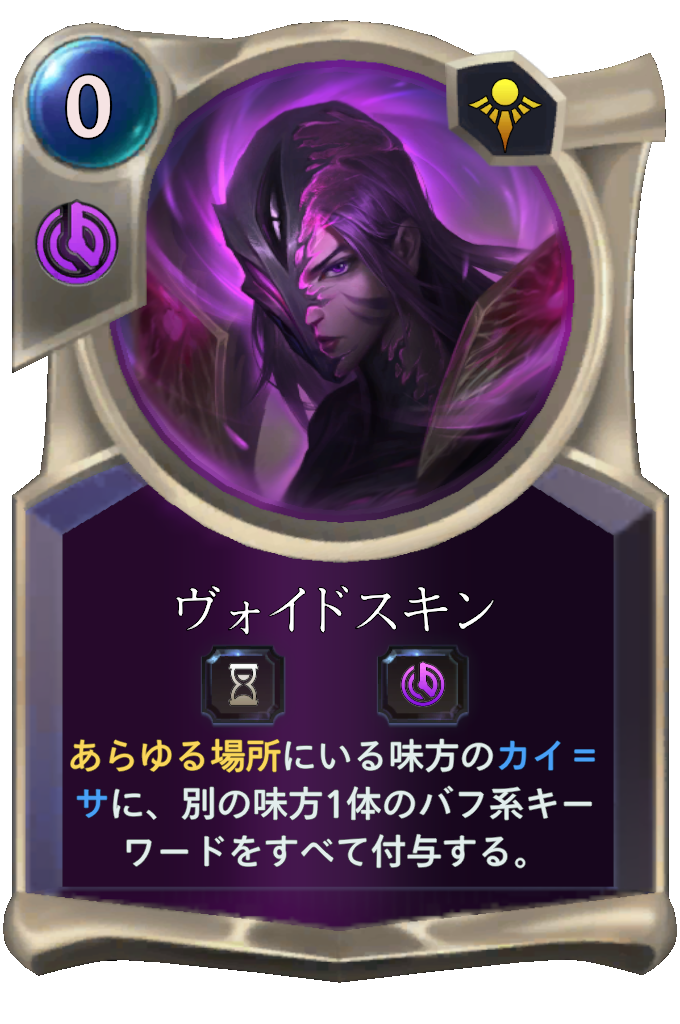 0
ヴォイドスキン
あらゆる場所にいる味方のカイ=
サに、別の味方1体のバフ系キー
ワードをすべて付与する。